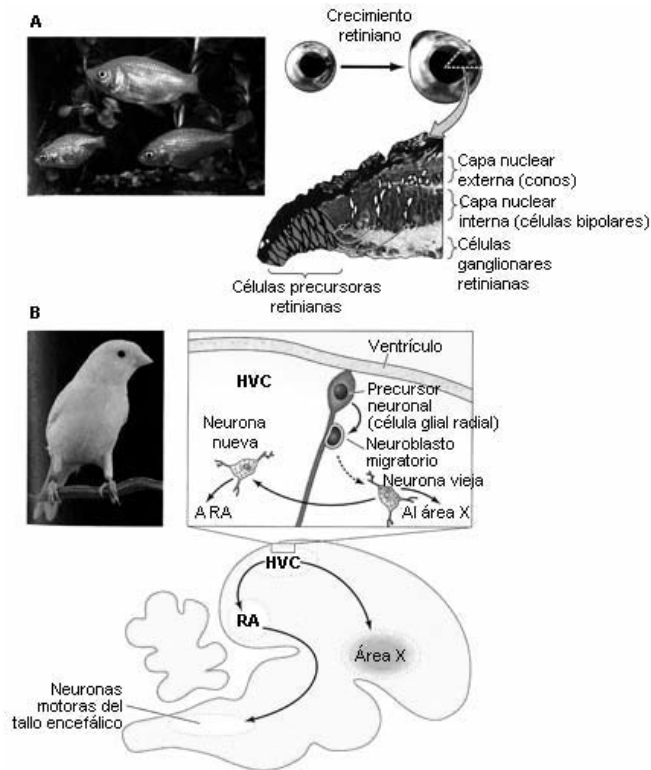 A
Crecimiento
retiniano
Capa nuclear
externa (conos)
Capa nuclear
interna (células bipolares)
Células
ganglionares
retinianas
Células precursoras
retinianas
B
Ventrículo
HVC
Precursor
neuronal
(célula glial radial)
Neurona
nueva
Neuroblasto
migratorio
Neurona vieja
A RA
Al área X
HVC
RA
Área X
Neuronas
motoras del
tallo encefálico